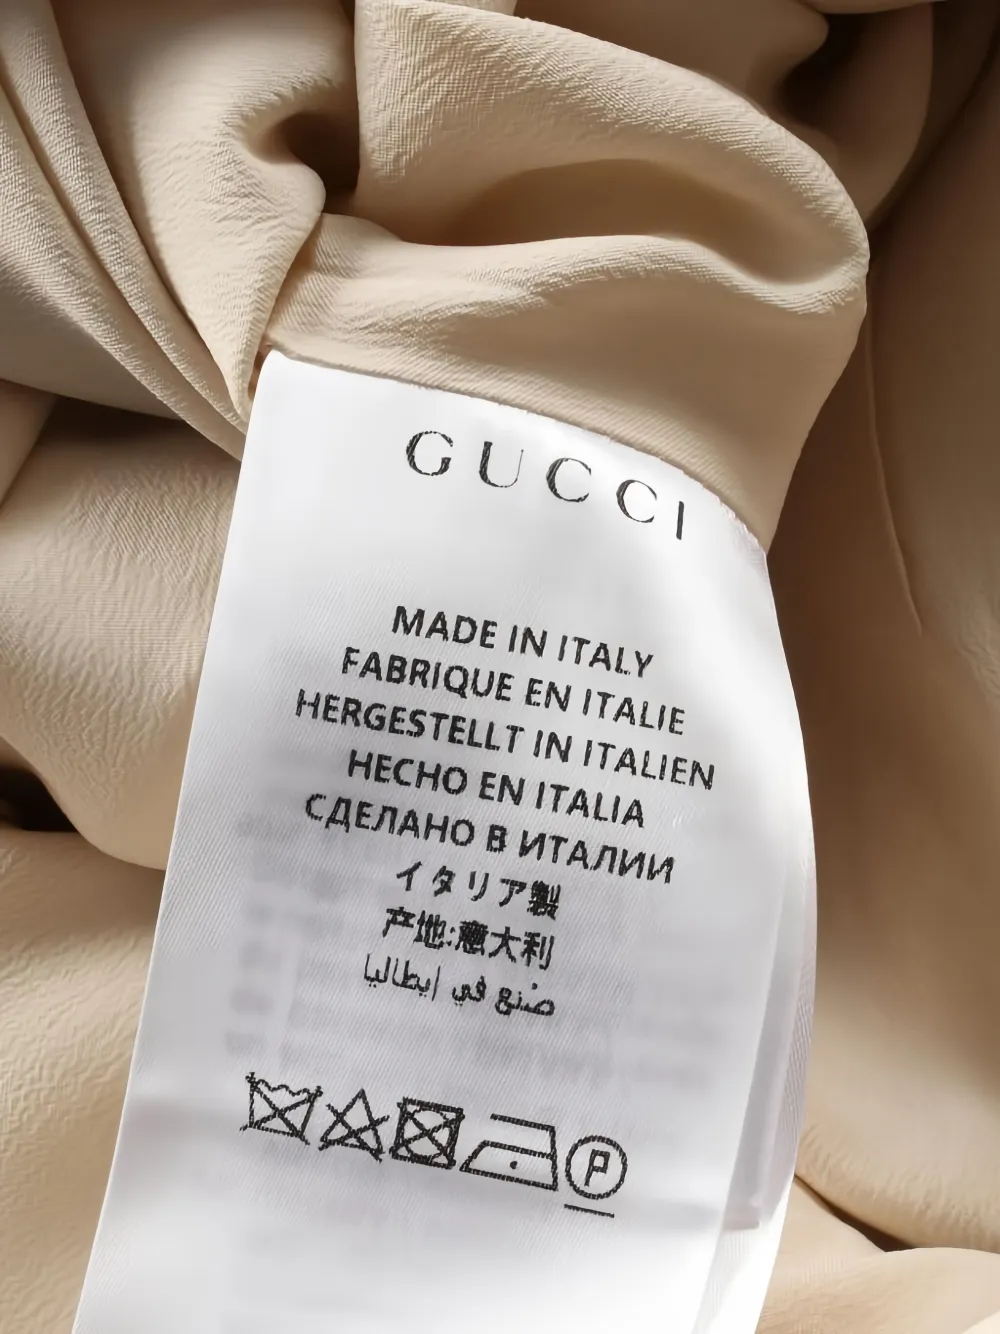 GUCCI
MADE IN ITALY
FABRIQUE EN ITALIE
HERGESTELLT IN ITALIEN
HECHO EN ITALIA
СДЕЛАНО В ИТАЛИИ
イタリア製
产地:意大利
صنع في إيطاليا
P